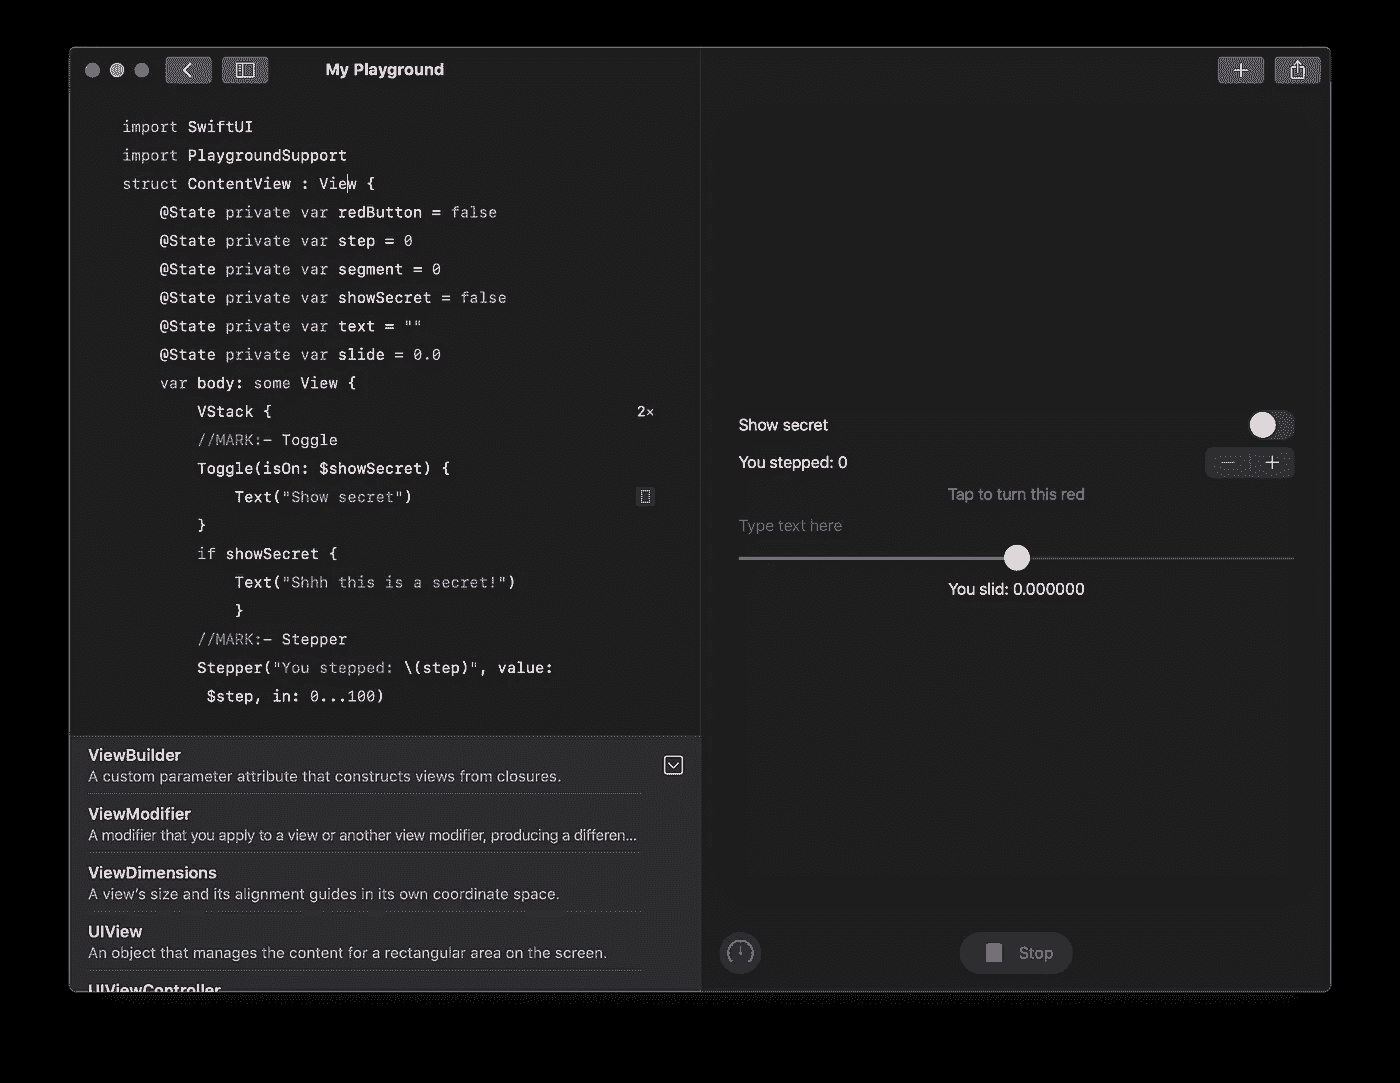 My Playground
import SwiftUI
import PlaygroundSupport
struct ContentView : View {
@State private var redButton = false
@State private var step = 0
@State private var segment = 0
@State private var showSecret = false
@State private var text = ""
@State private var slide = 0.0
var body: some View {
VStack {
2×
//MARK:- Toggle
Toggle(isOn: $showSecret) {
Text("Show secret")
}
if showSecret {
Text("Shhh this is a secret!")
}
//MARK:- Stepper
Stepper("You stepped: \(step)", value:
$step, in: 0...100)
ViewBuilder
A custom parameter attribute that constructs views from closures.
ViewModifier
A modifier that you apply to a view or another view modifier, producing a differen...
ViewDimensions
A view's size and its alignment guides in its own coordinate space.
UIView
An object that manages the content for a rectangular area on the screen.
UIViewController
Show secret
You stepped: 0
− +
Tap to turn this red
Type text here
You slid: 0.000000
Stop